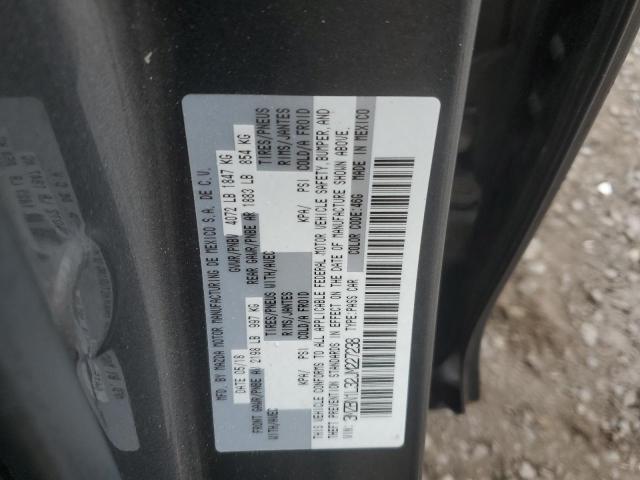 MFD. BY MAZDA MOTOR MANUFACTURING DE MEXICO S.A. DE C.V.
DATE 05/18 GVWR/PNBV 4072 LB 1847 KG
FRONT GAWR/PNBE AV 2198 LB 997 KG REAR GAWR/PNBE AR 1883 LB 854 KG
WITH/AVEC TIRES/PNEUS WITH/AVEC TIRES/PNEUS
RIMS/JANTES RIMS/JANTES
KPA/ PSI COLD/A FROID KPA/ PSI COLD/A FROID
THIS VEHICLE CONFORMS TO ALL APPLICABLE FEDERAL MOTOR VEHICLE SAFETY, BUMPER, AND
THEFT PREVENTION STANDARDS IN EFFECT ON THE DATE OF MANUFACTURE SHOWN ABOVE.
VIN: 3MZBN1L32JM277238 TYPE:PASS CAR COLOR CODE:46G MADE IN MEXICO